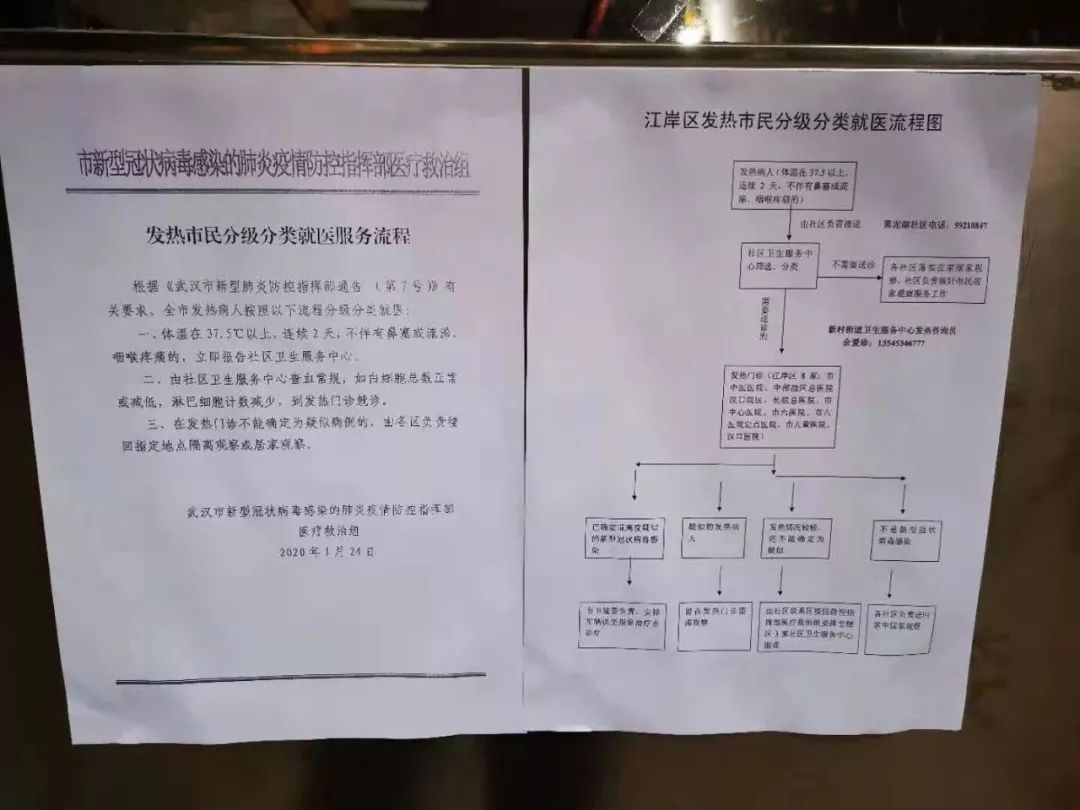 市新型冠状病毒感染的肺炎疫情防控指挥部医疗救治组
发热市民分级分类就医服务流程
根据《武汉市新型肺炎防控指挥部通告（第7号）》有
关要求，全市发热病人按照以下流程分级分类就医：
一、体温在37.5℃以上，连续2天，不伴有鼻塞或流涕、
咽喉疼痛的，立即报告社区卫生服务中心。
二、由社区卫生服务中心查血常规，如白细胞总数正常
或减低，淋巴细胞计数减少，到发热门诊就诊。
三、在发热门诊不能确定为疑似病例的，由各区负责接
回指定地点隔离观察或居家观察。
武汉市新型冠状病毒感染的肺炎疫情防控指挥部
医疗救治组
2020年1月24日
江岸区发热市民分级分类就医流程图
发热病人（体温在37.5以上，
连续2天，不伴有鼻塞或流
涕、咽喉疼痛的）
由社区负责接送
黑泥湖社区电话：59218847
社区卫生服务中
心筛选、分类
不需要送诊
各社区落实在家居家观
察，社区负责做好市民居
家观察服务工作
需要送诊的
新村街道卫生服务中心发热咨询员
余爱珍：13545346777
发热门诊（江岸区8家：市
中医医院、中部战区总医院
汉口院区、长航总医院、市
中心医院、市六医院、市八
医院定点医院、市儿童医院、
汉口医院）
已确定或高度疑似
的新型冠状病毒感
染
疑似的发热病
人
发热情况较轻，
还不能确定为
疑似
不是新型冠状
病毒感染
市卫健委负责，安排
车辆送至指定治疗点
治疗
留在发热门诊留
观观察
由社区联系区疫情防控指
挥部医疗救治组安排至辖
区3家社区卫生服务中心
留观
各社区负责送回
家中居家观察